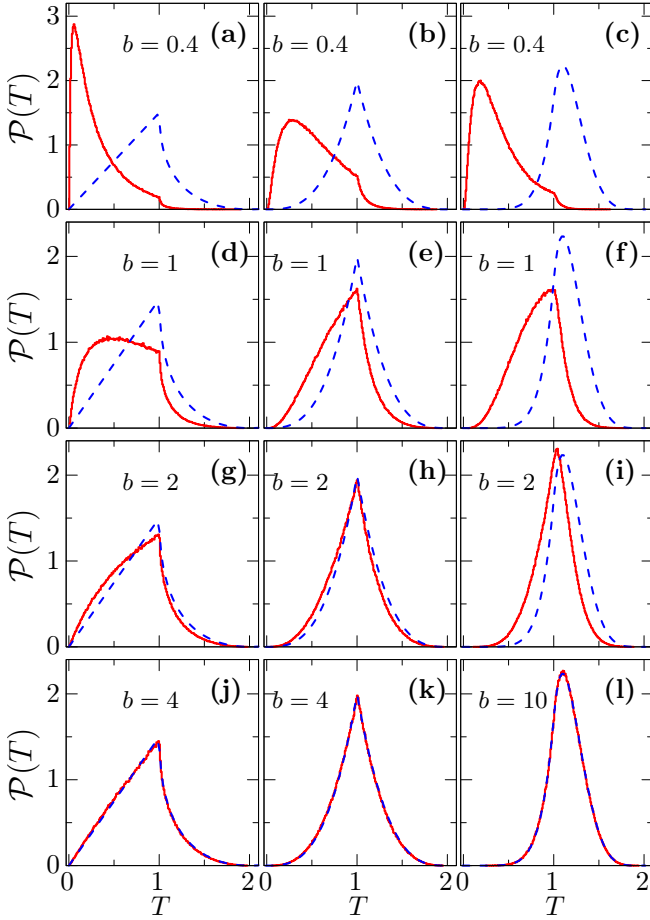 3 (a) b = 0.4 (b) b = 0.4 (c) b = 0.4
2
P(T)
1
0
2 (d) b = 1 (e) b = 1 (f) b = 1
P(T)
1
0
2 (g) b = 2 (h) b = 2 (i) b = 2
P(T)
1
0
2 (j) b = 4 (k) b = 4 (l) b = 10
P(T)
1
0
0 1 2 0 1 2 0 1 2
T T T